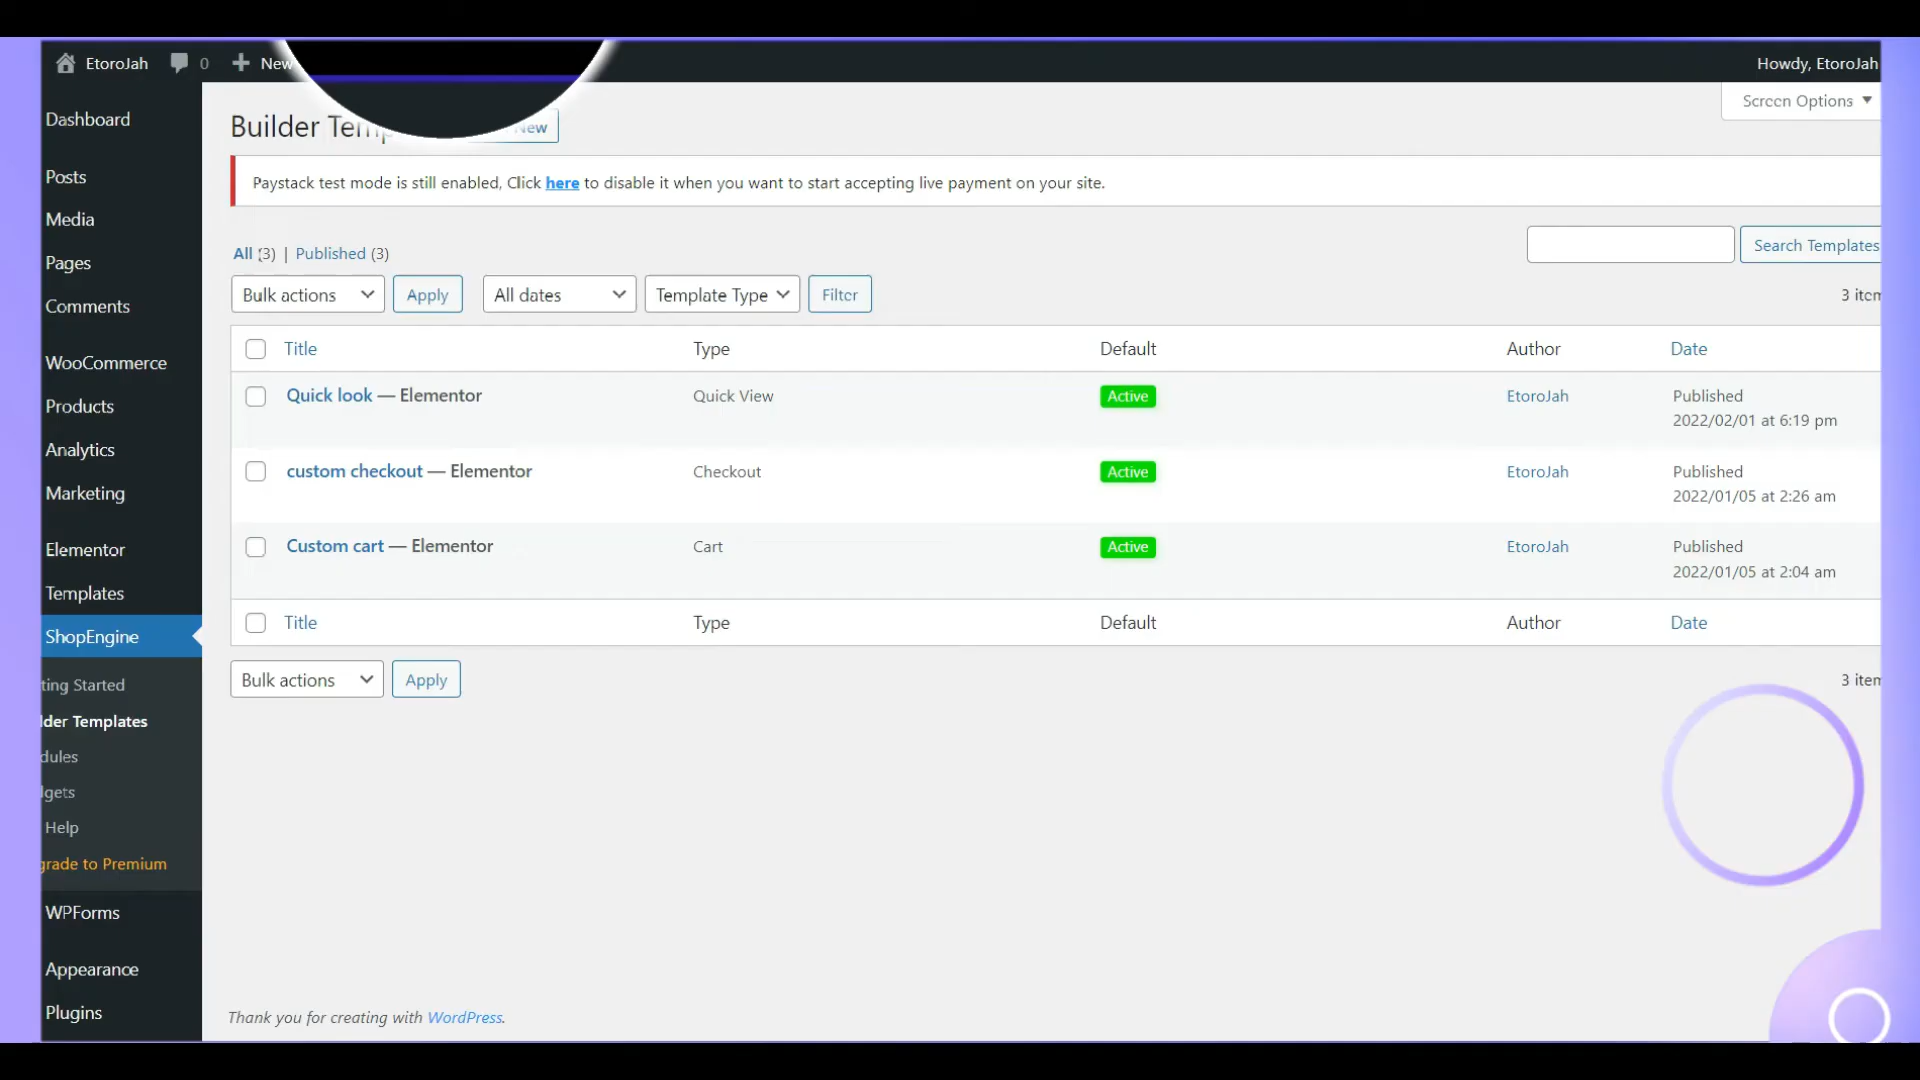 EtoroJah 0 New Howdy, EtoroJah
Screen Options
Dashboard
Posts
Media
Pages
Comments
WooCommerce
Products
Analytics
Marketing
Elementor
Templates
ShopEngine
ting Started
lder Templates
dules
lgets
Help
grade to Premium
WPForms
Appearance
Plugins
Builder Temp New
Paystack test mode is still enabled, Click here to disable it when you want to start accepting live payment on your site.
All (3) | Published (3)
Search Templates
Bulk actions Apply All dates Template Type Filter 3 item
Title Type Default Author Date
Quick look — Elementor Quick View Active EtoroJah Published
2022/02/01 at 6:19 pm
custom checkout — Elementor Checkout Active EtoroJah Published
2022/01/05 at 2:26 am
Custom cart — Elementor Cart Active EtoroJah Published
2022/01/05 at 2:04 am
Title Type Default Author Date
Bulk actions Apply 3 item
Thank you for creating with WordPress.